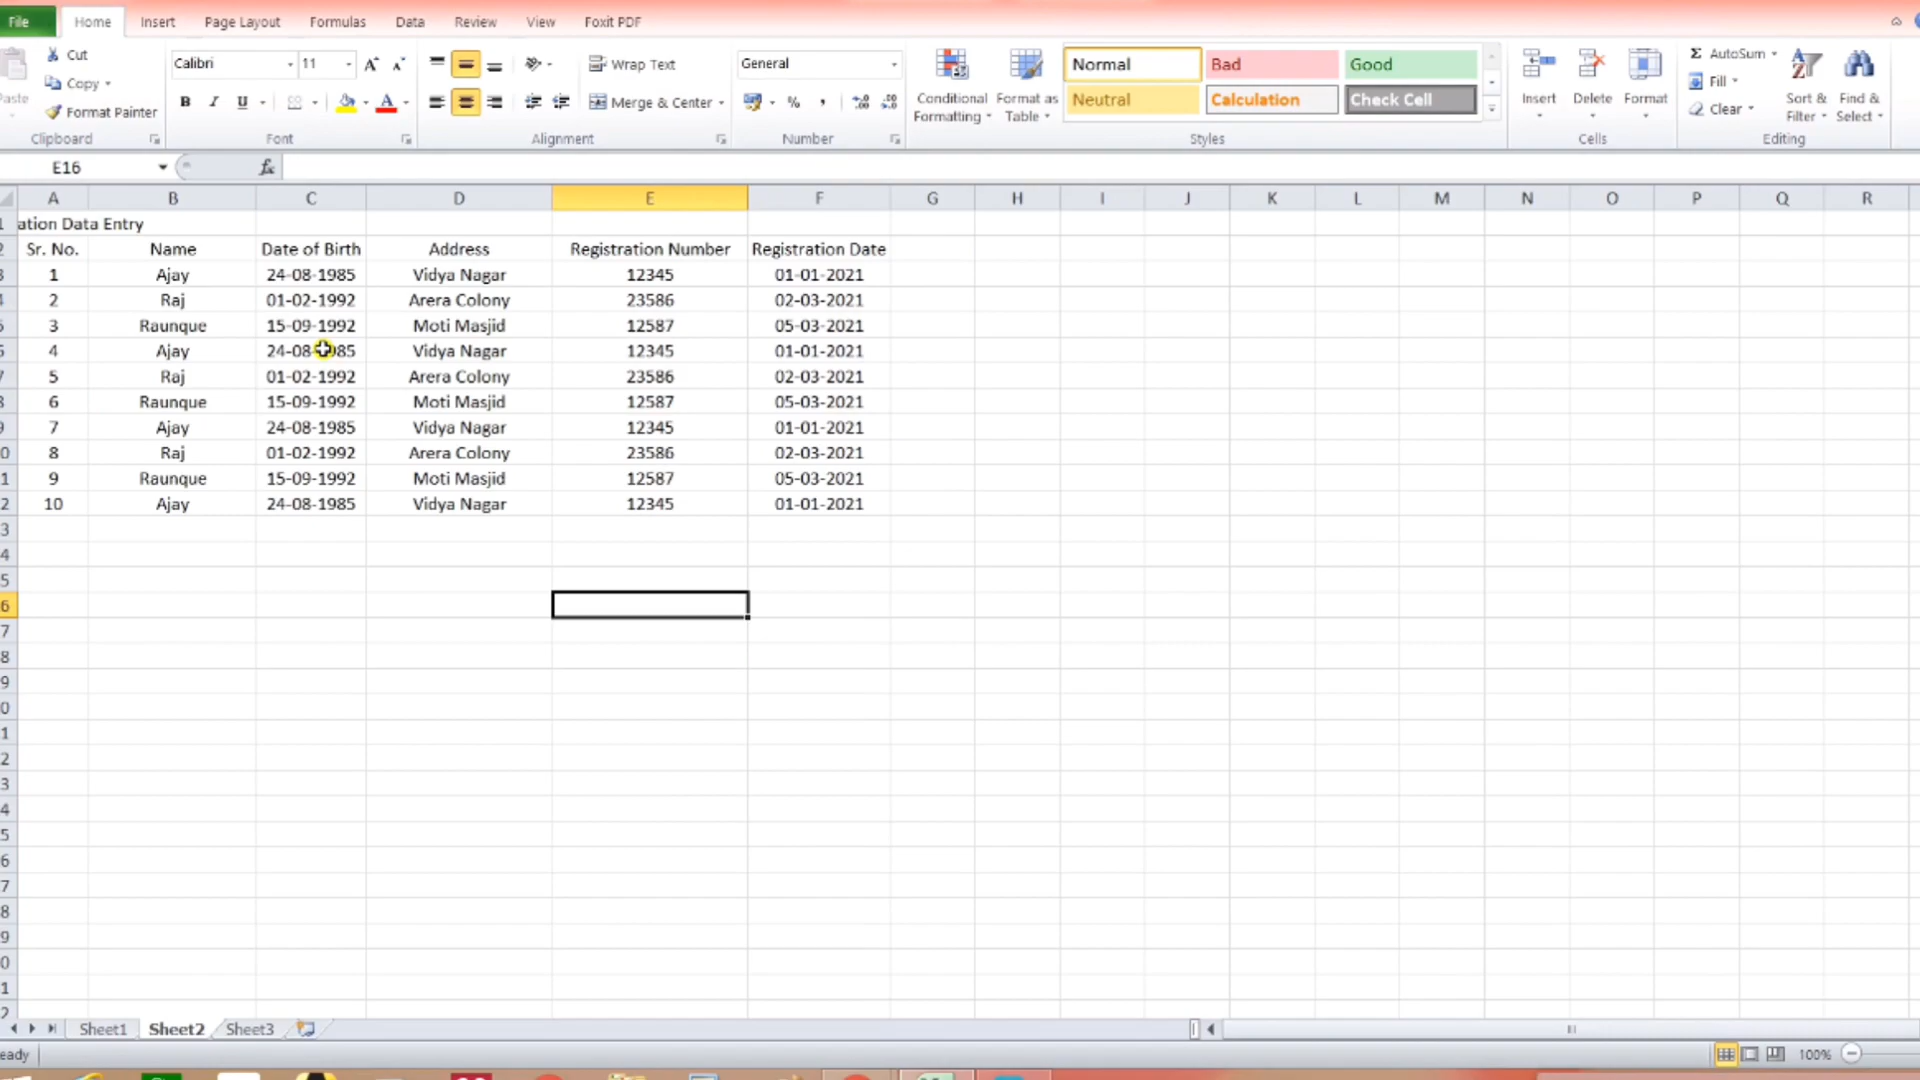 File Home Insert Page Layout Formulas Data Review View Foxit PDF
Cut
Copy
Format Painter
Clipboard
Calibri 11
Font
Wrap Text
Merge & Center
Alignment
General
Number
Conditional Formatting
Format as Table
Normal Bad Good
Neutral Calculation Check Cell
Styles
Insert Delete Format
Cells
AutoSum
Fill
Clear
Sort & Filter
Find & Select
Editing
E16 fx
A B C D E F G H I J K L M N O P Q R
1 ation Data Entry
2 Sr. No. Name Date of Birth Address Registration Number Registration Date
1 Ajay 24-08-1985 Vidya Nagar 12345 01-01-2021
2 Raj 01-02-1992 Arera Colony 23586 02-03-2021
3 Raunque 15-09-1992 Moti Masjid 12587 05-03-2021
4 Ajay 24-08-1985 Vidya Nagar 12345 01-01-2021
5 Raj 01-02-1992 Arera Colony 23586 02-03-2021
6 Raunque 15-09-1992 Moti Masjid 12587 05-03-2021
7 Ajay 24-08-1985 Vidya Nagar 12345 01-01-2021
8 Raj 01-02-1992 Arera Colony 23586 02-03-2021
9 Raunque 15-09-1992 Moti Masjid 12587 05-03-2021
10 Ajay 24-08-1985 Vidya Nagar 12345 01-01-2021
Sheet1 Sheet2 Sheet3
eady 100%